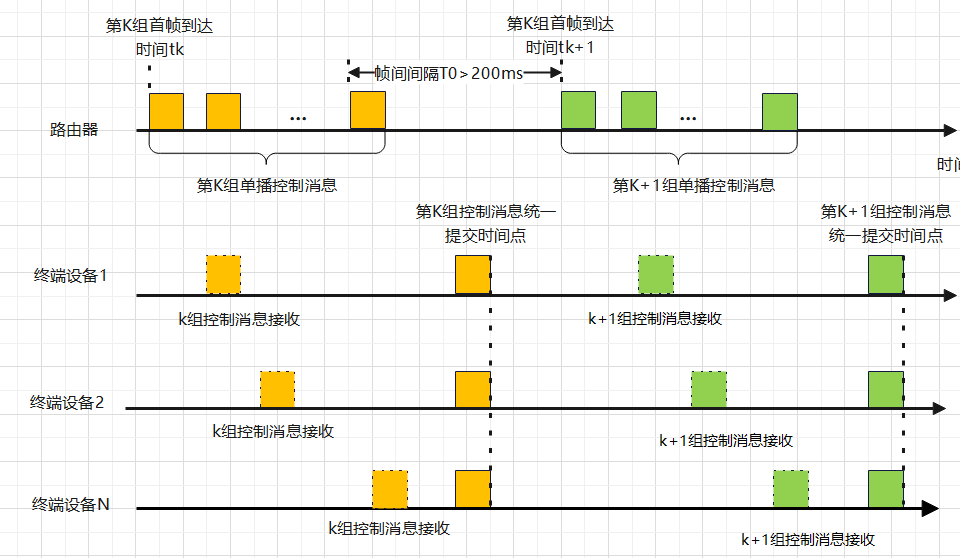 第K组首帧到达
时间tk
第K组首帧到达
时间tk+1
帧间间隔T0>200ms
路由器
...
...
时间
第K组单播控制消息
第K+1组单播控制消息
第K组控制消息统一
提交时间点
第K+1组控制消息
统一提交时间点
终端设备1
k组控制消息接收
k+1组控制消息接收
终端设备2
k组控制消息接收
k+1组控制消息接收
终端设备N
k组控制消息接收
k+1组控制消息接收